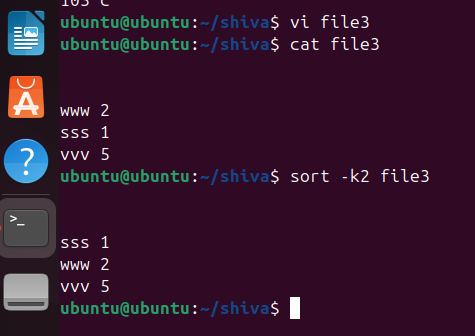 103 C
ubuntu@ubuntu:~/shiva$ vi file3
ubuntu@ubuntu:~/shiva$ cat file3
www 2
sss 1
vvv 5
ubuntu@ubuntu:~/shiva$ sort -k2 file3
sss 1
www 2
vvv 5
ubuntu@ubuntu:~/shiva$